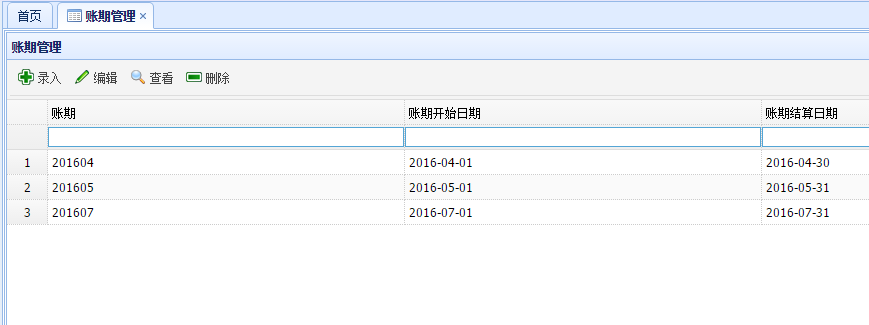 首页 账期管理
账期管理
录入 编辑 查看 删除
账期 账期开始日期 账期结算日期
1 201604 2016-04-01 2016-04-30
2 201605 2016-05-01 2016-05-31
3 201607 2016-07-01 2016-07-31